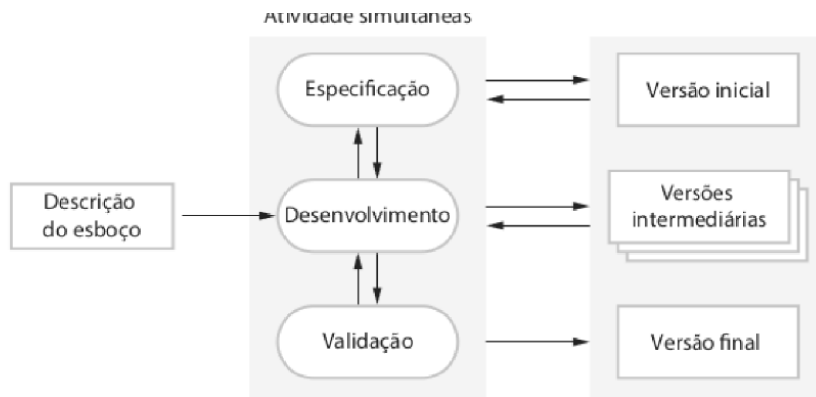 Atividade simultâneas
Especificação
Versão inicial
Descrição
do esboço
Desenvolvimento
Versões
intermediárias
Validação
Versão final